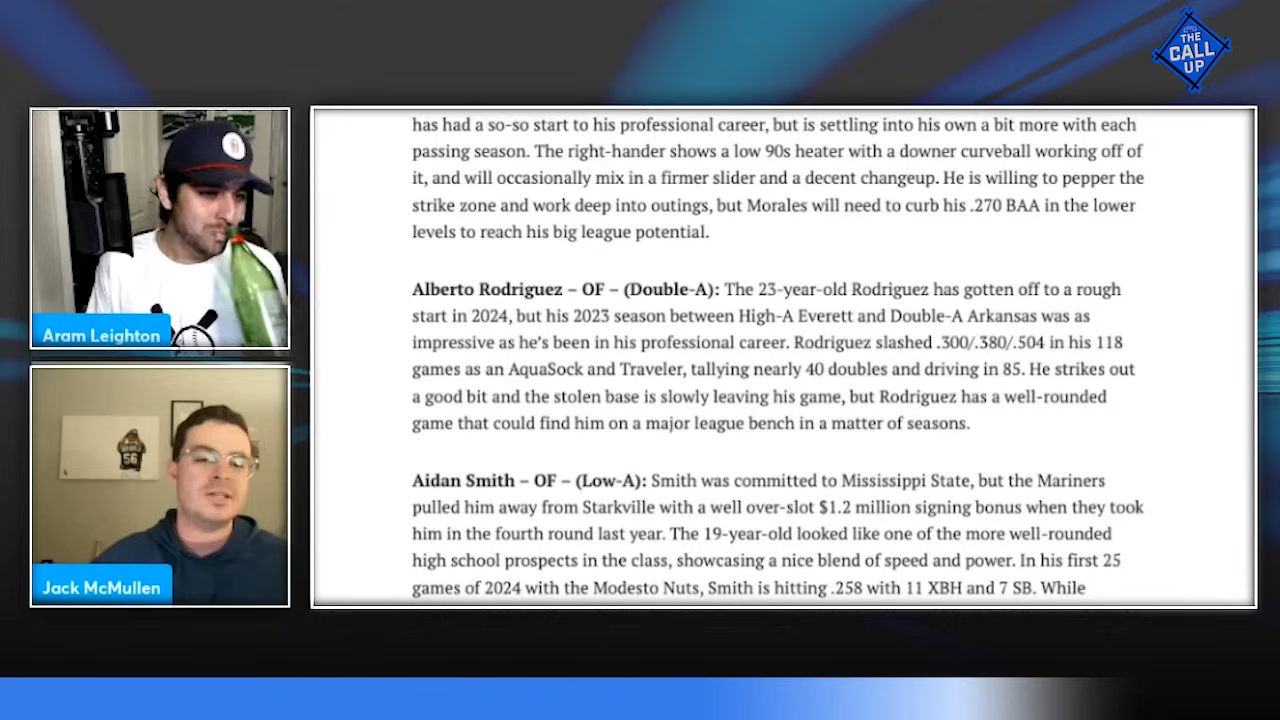 THE
CALL
UP
has had a so-so start to his professional career, but is settling into his own a bit more with each
passing season. The right-hander shows a low 90s heater with a downer curveball working off of
it, and will occasionally mix in a firmer slider and a decent changeup. He is willing to pepper the
strike zone and work deep into outings, but Morales will need to curb his .270 BAA in the lower
levels to reach his big league potential.
Alberto Rodriguez – OF – (Double-A): The 23-year-old Rodriguez has gotten off to a rough
start in 2024, but his 2023 season between High-A Everett and Double-A Arkansas was as
impressive as he's been in his professional career. Rodriguez slashed .300/.380/.504 in his 118
games as an AquaSock and Traveler, tallying nearly 40 doubles and driving in 85. He strikes out
a good bit and the stolen base is slowly leaving his game, but Rodriguez has a well-rounded
game that could find him on a major league bench in a matter of seasons.
Aidan Smith – OF – (Low-A): Smith was committed to Mississippi State, but the Mariners
pulled him away from Starkville with a well over-slot $1.2 million signing bonus when they took
him in the fourth round last year. The 19-year-old looked like one of the more well-rounded
high school prospects in the class, showcasing a nice blend of speed and power. In his first 25
games of 2024 with the Modesto Nuts, Smith is hitting .258 with 11 XBH and 7 SB. While
Aram Leighton
56
Jack McMullen